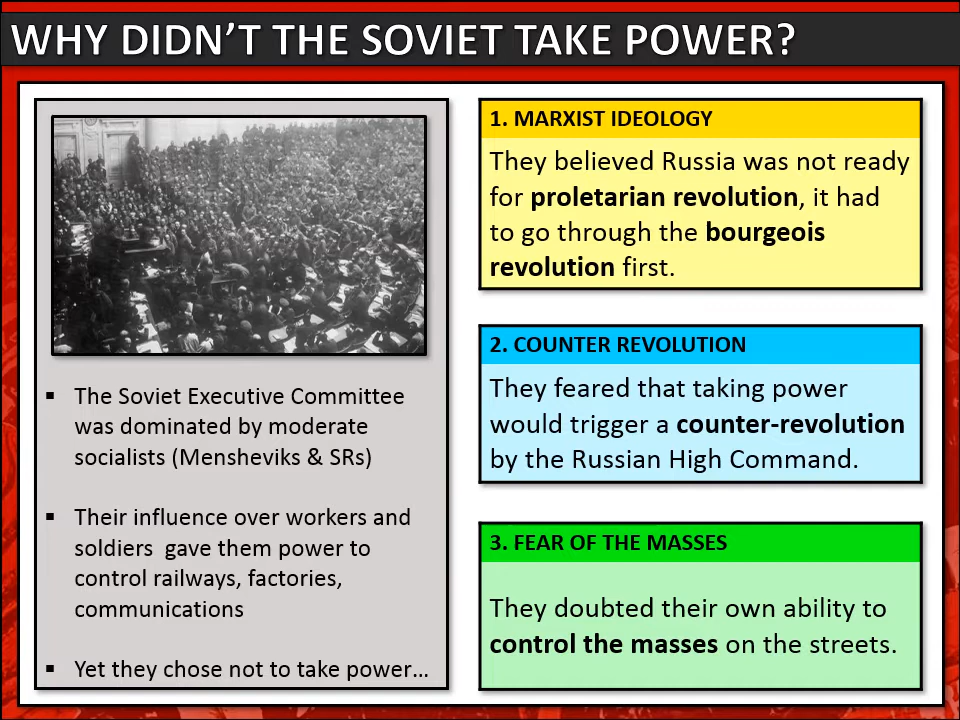 WHY DIDN'T THE SOVIET TAKE POWER?
▪ The Soviet Executive Committee
was dominated by moderate
socialists (Mensheviks & SRs)
▪ Their influence over workers and
soldiers  gave them power to
control railways, factories,
communications
▪ Yet they chose not to take power…
1. MARXIST IDEOLOGY
They believed Russia was not ready
for proletarian revolution, it had
to go through the bourgeois
revolution first.
2. COUNTER REVOLUTION
They feared that taking power
would trigger a counter-revolution
by the Russian High Command.
3. FEAR OF THE MASSES
They doubted their own ability to
control the masses on the streets.